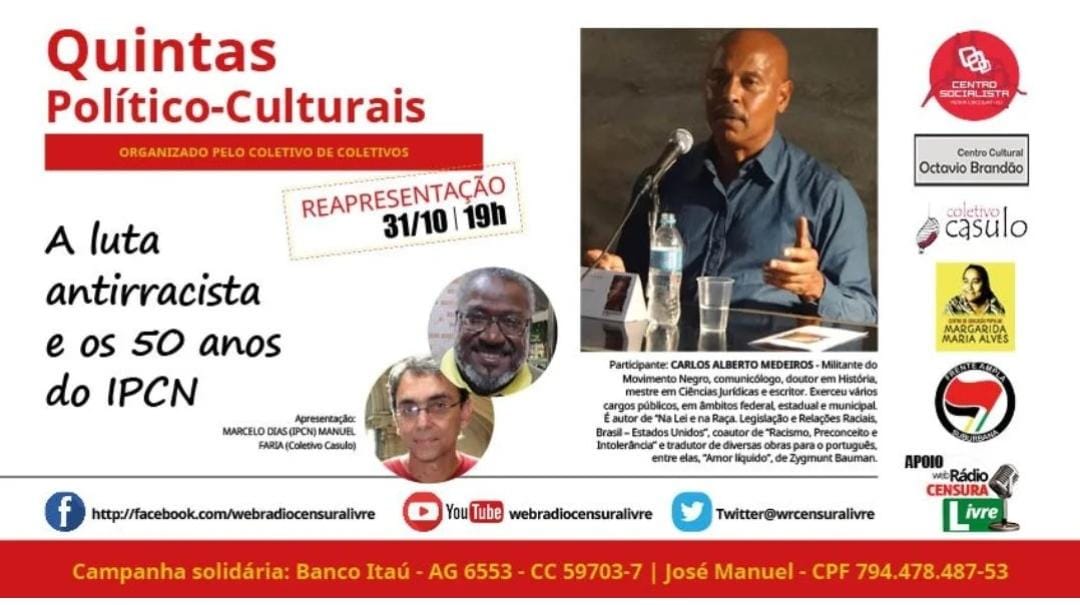 Quintas
Político-Culturais
ORGANIZADO PELO COLETIVO DE COLETIVOS
REAPRESENTAÇÃO
31/10 | 19h
A luta
antirracista
e os 50 anos
do IPCN
Apresentação:
MARCELO DIAS (IPCN) MANUEL
FARIA (Coletivo Casulo)
Participante: CARLOS ALBERTO MEDEIROS - Militante do
Movimento Negro, comunicólogo, doutor em História,
mestre em Ciências Jurídicas e escritor. Exerceu vários
cargos públicos, em âmbitos federal, estadual e municipal.
É autor de "Na Lei e na Raça. Legislação e Relações Raciais,
Brasil – Estados Unidos", coautor de "Racismo, Preconceito e
Intolerância" e tradutor de diversas obras para o português,
entre elas, "Amor líquido", de Zygmunt Bauman.
CENTRO
SOCIALISTA
Centro Cultural
Octavio Brandão
coletivo
casulo
CENTRO DE EDUCAÇÃO POPULAR
MARGARIDA
MARIA ALVES
FRENTE AMPLA
SUBURBANA
APOIO
web Rádio
CENSURA
Livre
http://facebook.com/webradiocensuralivre
YouTube webradiocensuralivre
Twitter@wrcensuralivre
Campanha solidária: Banco Itaú - AG 6553 - CC 59703-7 | José Manuel - CPF 794.478.487-53